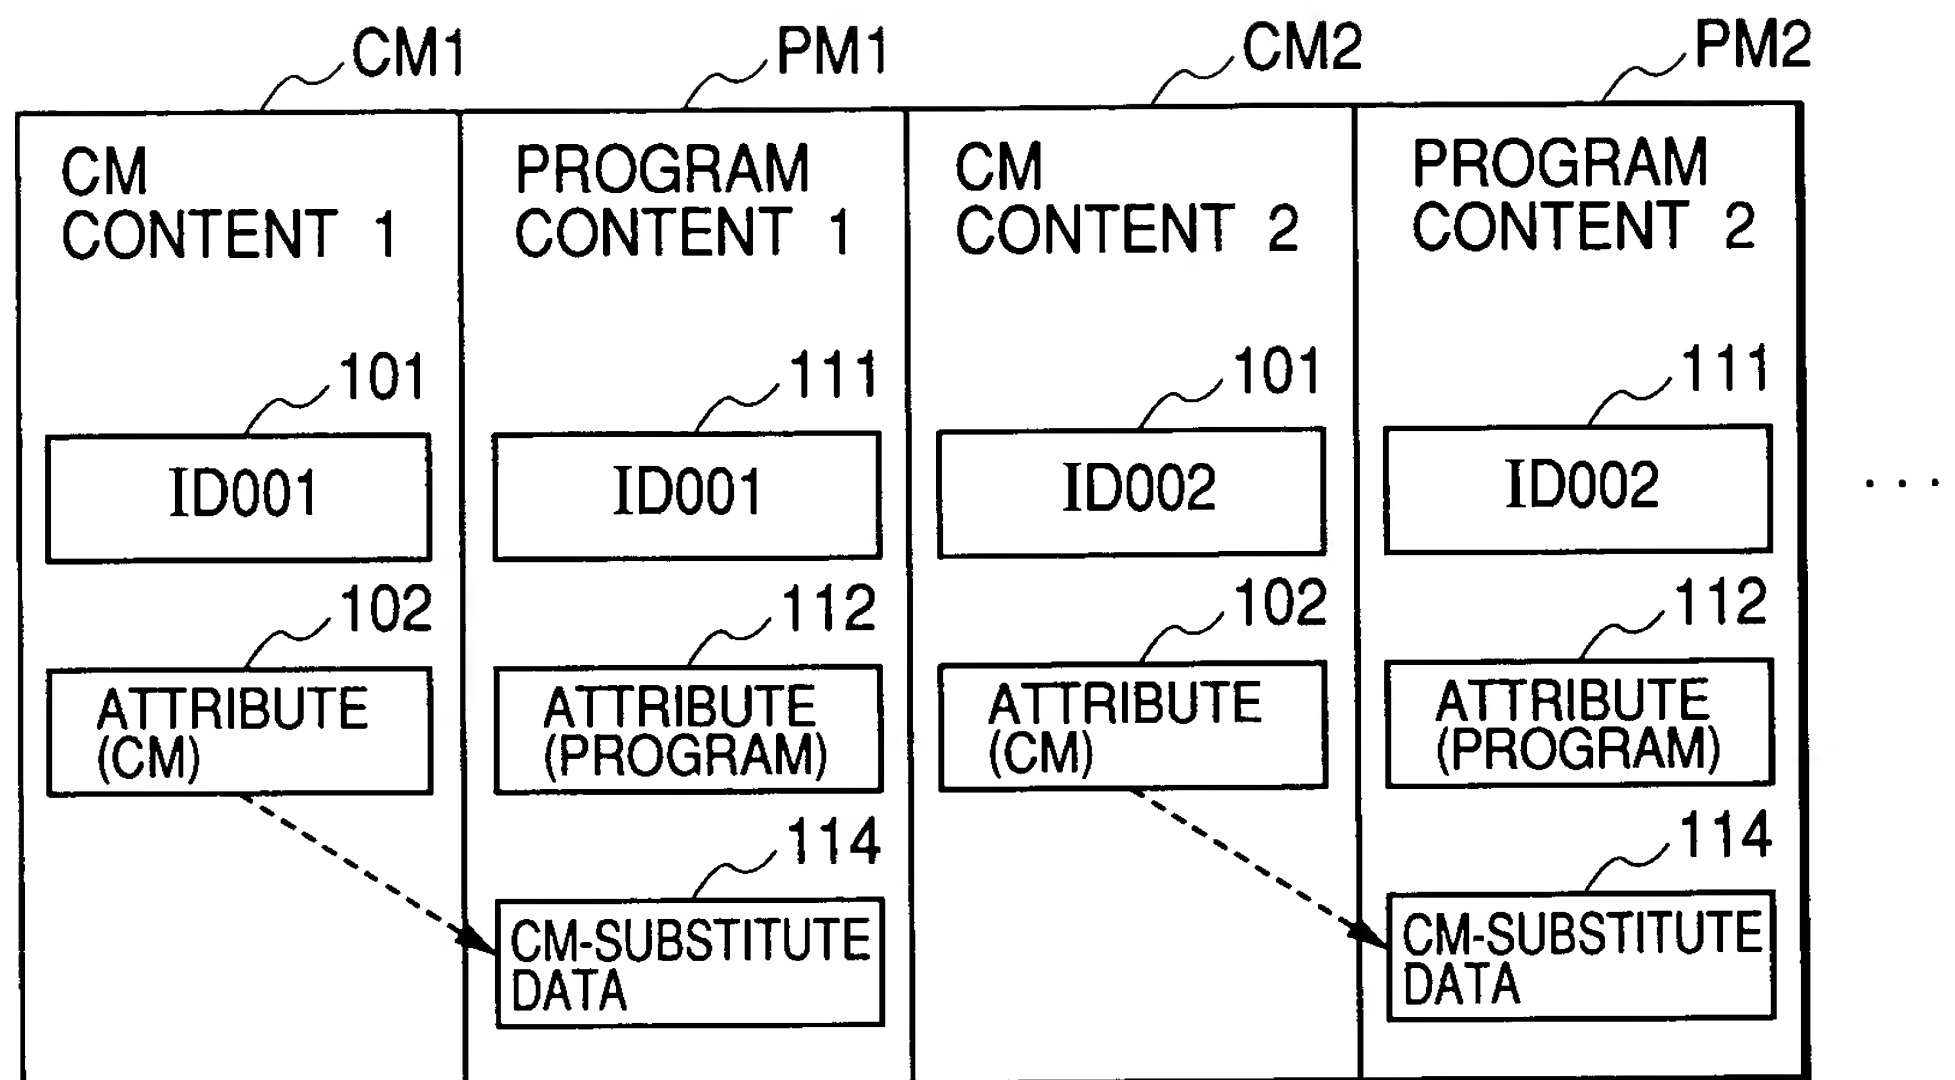 CM1
PM1
CM2
PM2
CM
CONTENT 1
PROGRAM
CONTENT 1
CM
CONTENT 2
PROGRAM
CONTENT 2
101
111
101
111
ID001
ID001
ID002
ID002
. . .
102
112
102
112
ATTRIBUTE
(CM)
ATTRIBUTE
(PROGRAM)
ATTRIBUTE
(CM)
ATTRIBUTE
(PROGRAM)
114
114
CM-SUBSTITUTE
DATA
CM-SUBSTITUTE
DATA